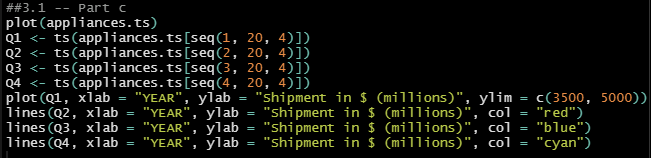 ##3.1 -- Part c
plot(appliances.ts)
Q1 <- ts(appliances.ts[seq(1, 20, 4)])
Q2 <- ts(appliances.ts[seq(2, 20, 4)])
Q3 <- ts(appliances.ts[seq(3, 20, 4)])
Q4 <- ts(appliances.ts[seq(4, 20, 4)])
plot(Q1, xlab = "YEAR", ylab = "Shipment in $ (millions)", ylim = c(3500, 5000))
lines(Q2, xlab = "YEAR", ylab = "Shipment in $ (millions)", col = "red")
lines(Q3, xlab = "YEAR", ylab = "Shipment in $ (millions)", col = "blue")
lines(Q4, xlab = "YEAR", ylab = "Shipment in $ (millions)", col = "cyan")